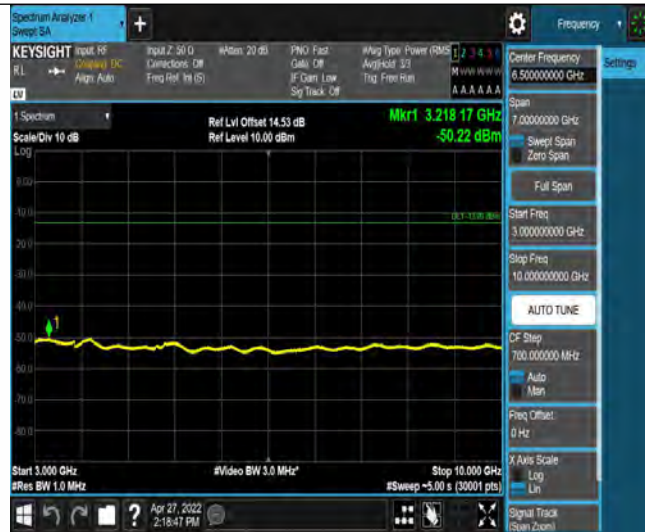 Spectrum Analyzer 1
Swept SA
Frequency
KEYSIGHT
Input: RF
Input Z: 50 Ω
#Atten: 20 dB
PNO: Fast
#Avg Type: Power (RMS
1 2 3 4 5 6
RL
Coupling: DC
Corrections: Off
Gate: Off
Avg|Hold: 3/3
M W W W W W
Align: Auto
Freq Ref: Int (S)
IF Gain: Low
Trig: Free Run
Sig Track: Off
A A A A A A
LW
1 Spectrum
Ref Lvl Offset 14.53 dB
Mkr1 3.218 17 GHz
Scale/Div 10 dB
Ref Level 10.00 dBm
-50.22 dBm
Log
0.00
-10.0
DL1 -13.00 dBm
-30.0
-40.0
1
-50.0
-60.0
-70.0
-80.0
Start 3.000 GHz
#Video BW 3.0 MHz*
Stop 10.000 GHz
#Res BW 1.0 MHz
#Sweep ~5.00 s (30001 pts)
Apr 27, 2022
2:18:47 PM
?
Center Frequency
6.500000000 GHz
Settings
Span
7.00000000 GHz
Swept Span
Zero Span
Full Span
Start Freq
3.000000000 GHz
Stop Freq
10.000000000 GHz
AUTO TUNE
CF Step
700.000000 MHz
Auto
Man
Freq Offset
0 Hz
X Axis Scale
Log
Lin
Signal Track
(Span Zoom)